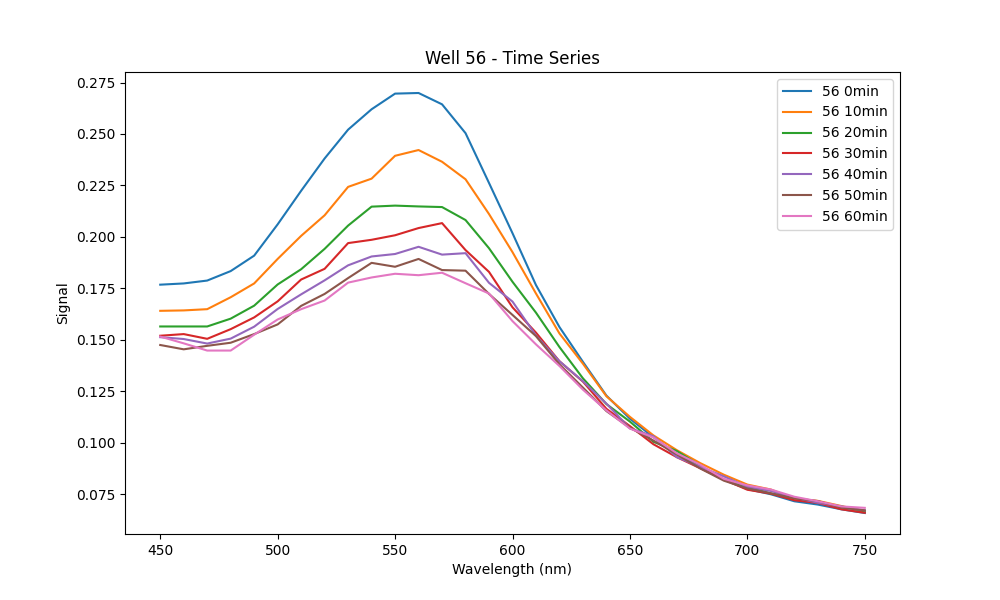 Well 56 - Time Series
Signal
0.275
0.250
0.225
0.200
0.175
0.150
0.125
0.100
0.075
56 0min
56 10min
56 20min
56 30min
56 40min
56 50min
56 60min
450 500 550 600 650 700 750
Wavelength (nm)